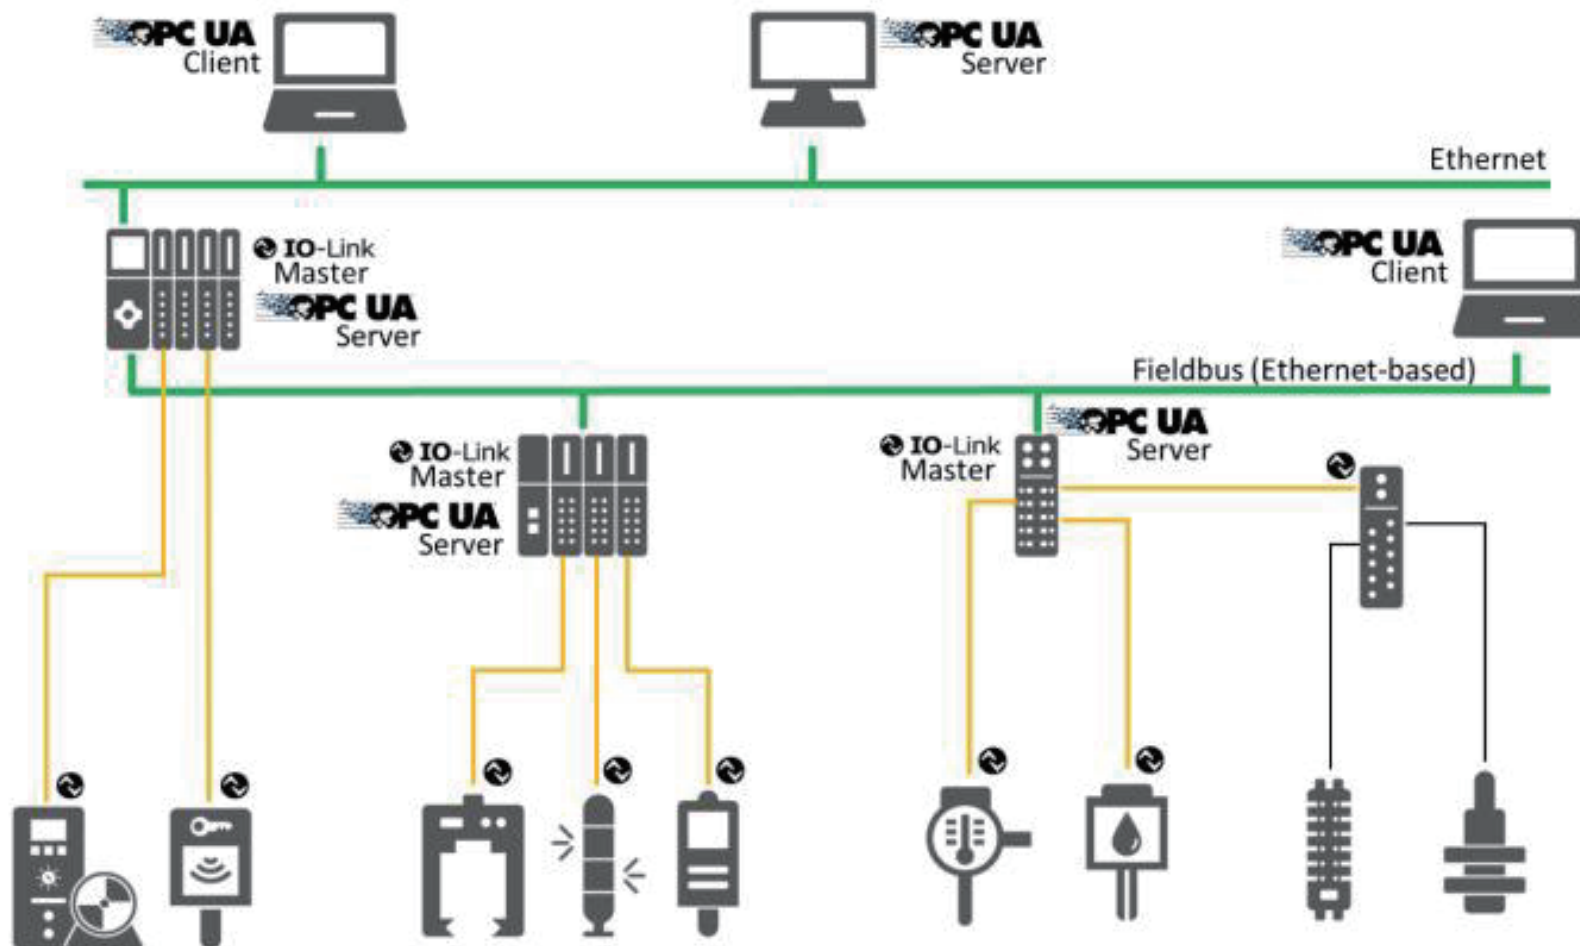 OPC UA
Client
OPC UA
Server
Ethernet
IO-Link
Master
OPC UA
Server
OPC UA
Client
Fieldbus (Ethernet-based)
IO-Link
Master
OPC UA
Server
IO-Link
Master
OPC UA
Server